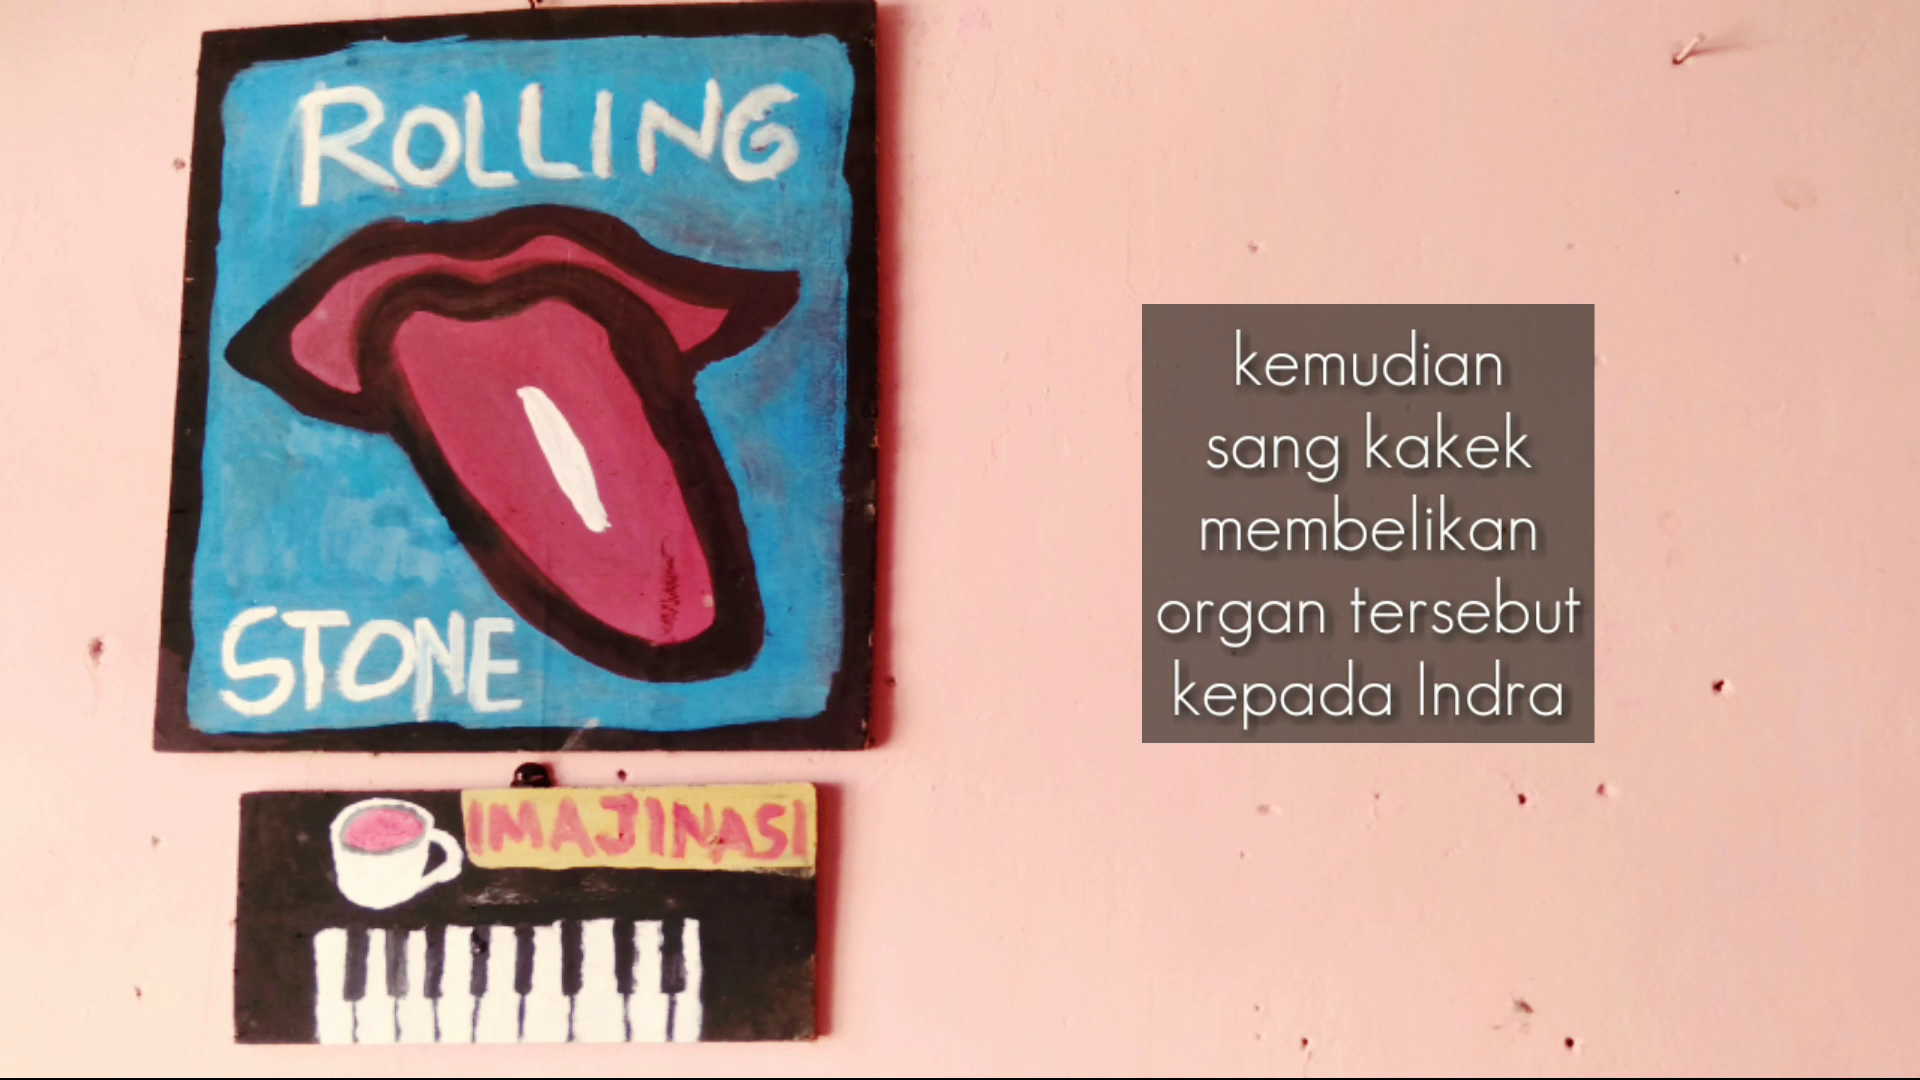 ROLLING
STONE
IMAJINASI
kemudian
sang kakek
membelikan
organ tersebut
kepada Indra